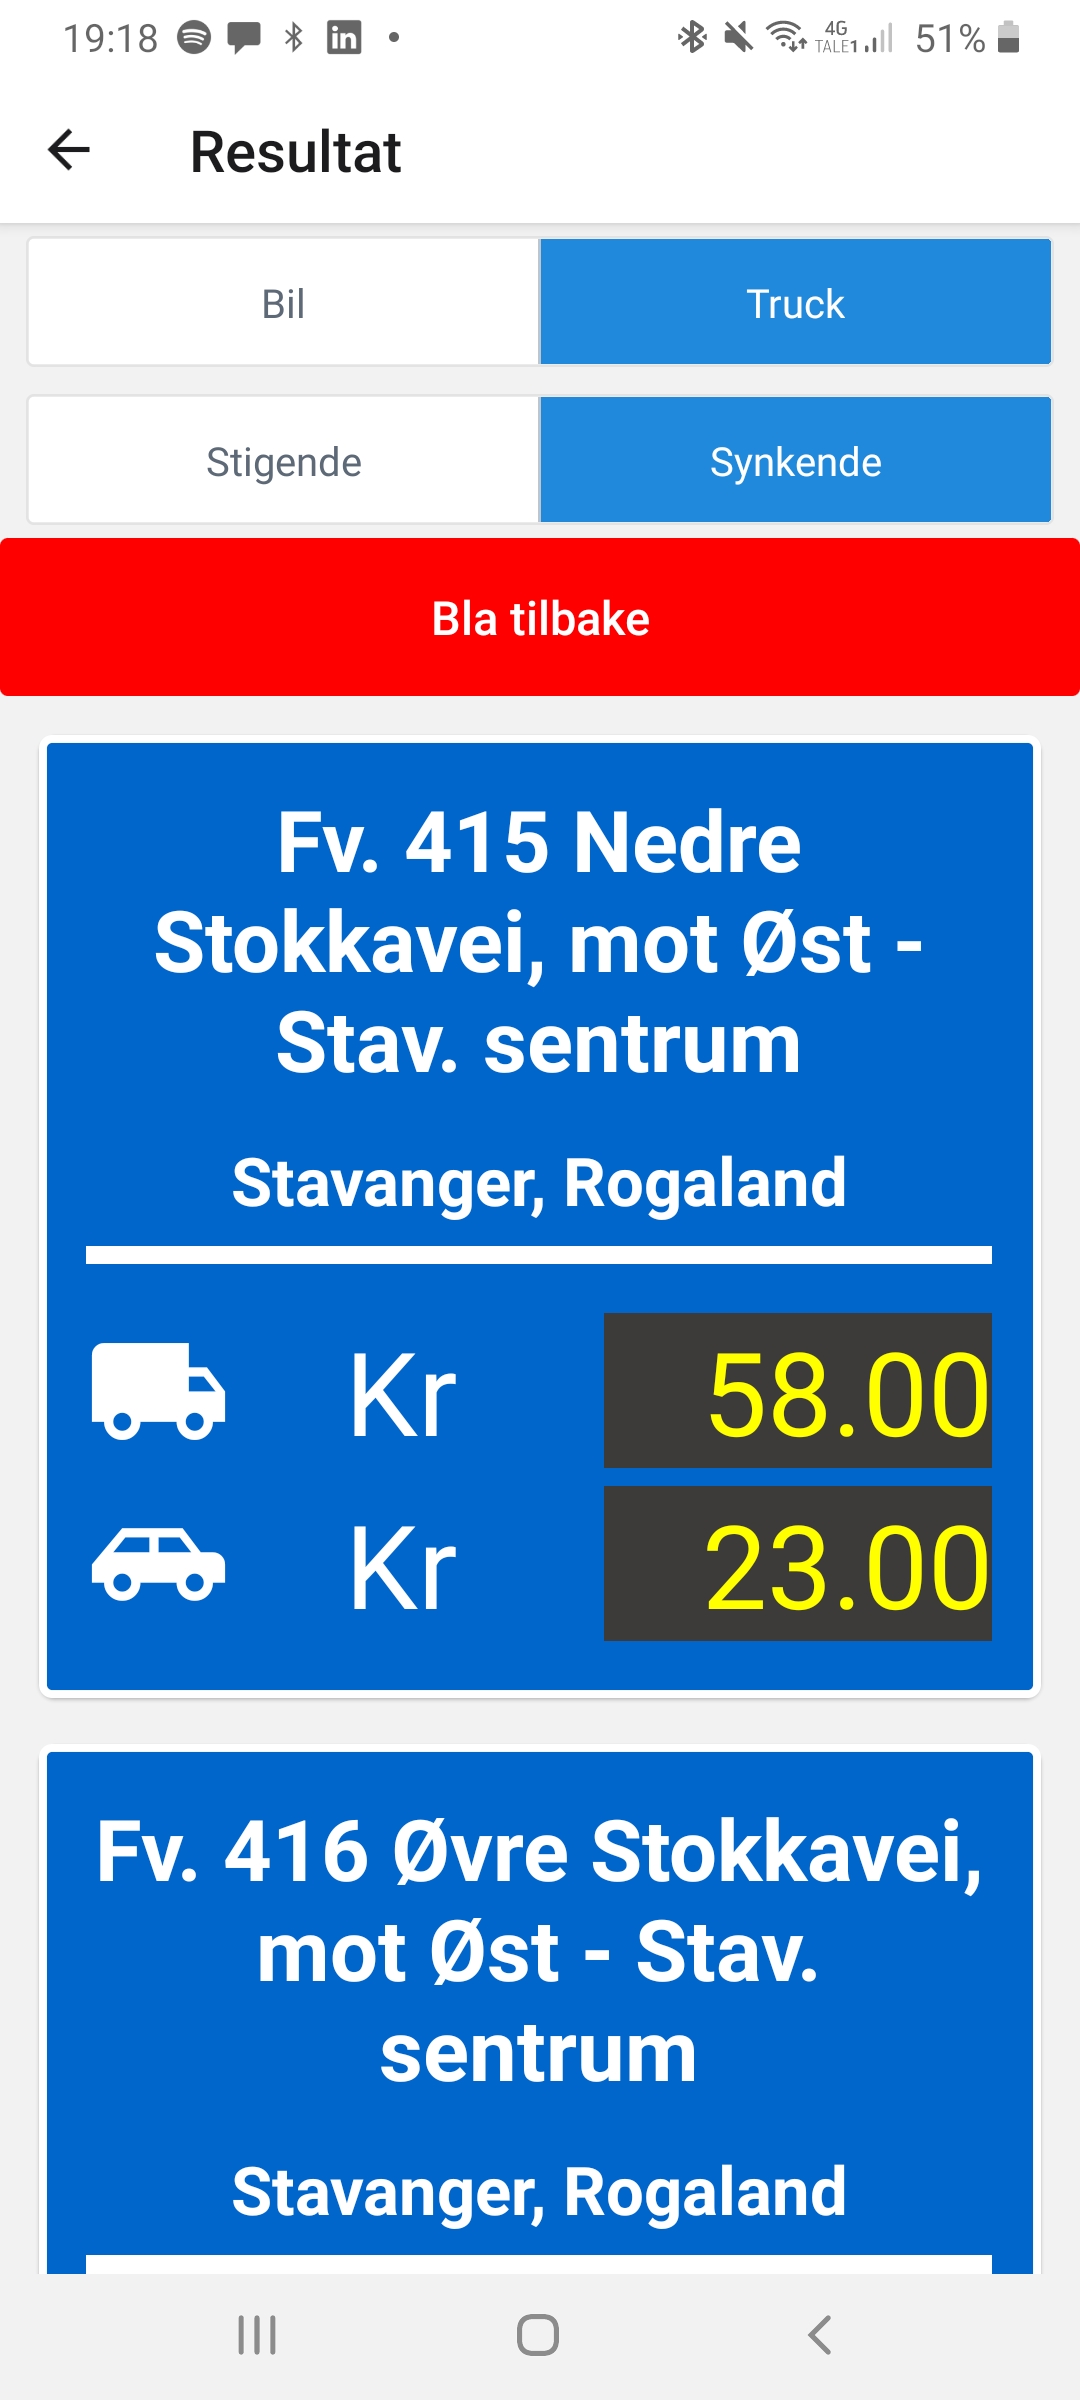 19:18 in 4G TALE1 51%
Resultat
Bil Truck
Stigende Synkende
Bla tilbake
Fv. 415 Nedre
Stokkavei, mot Øst -
Stav. sentrum
Stavanger, Rogaland
Kr 58.00
Kr 23.00
Fv. 416 Øvre Stokkavei,
mot Øst - Stav.
sentrum
Stavanger, Rogaland